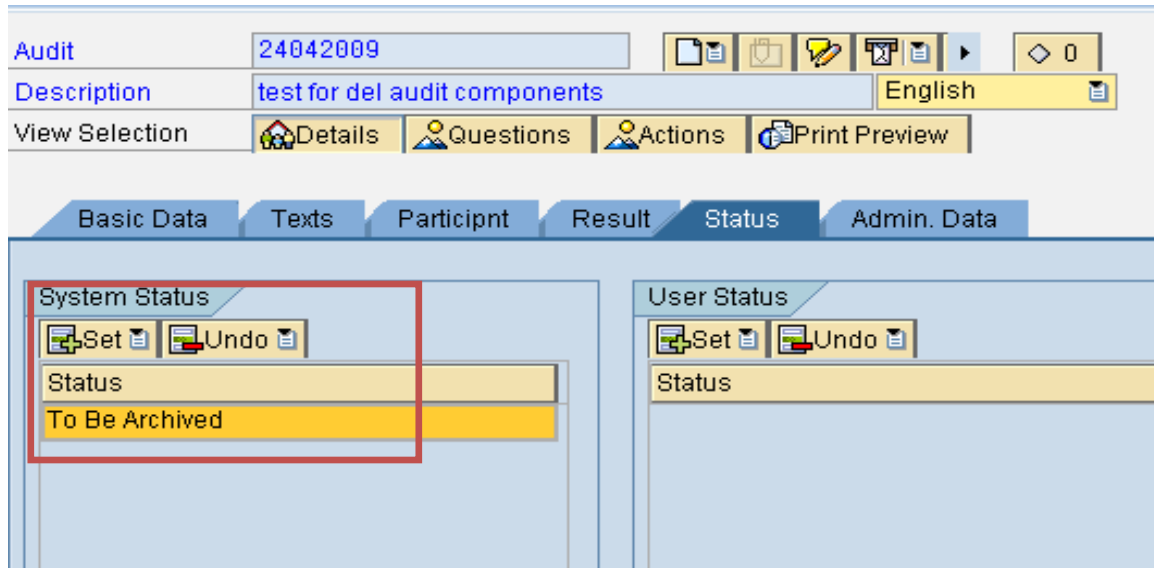 Audit 24042009 0
Description test for del audit components English
View Selection Details Questions Actions Print Preview
Basic Data Texts Participnt Result Status Admin. Data
System Status User Status
Set Undo Set Undo
Status Status
To Be Archived